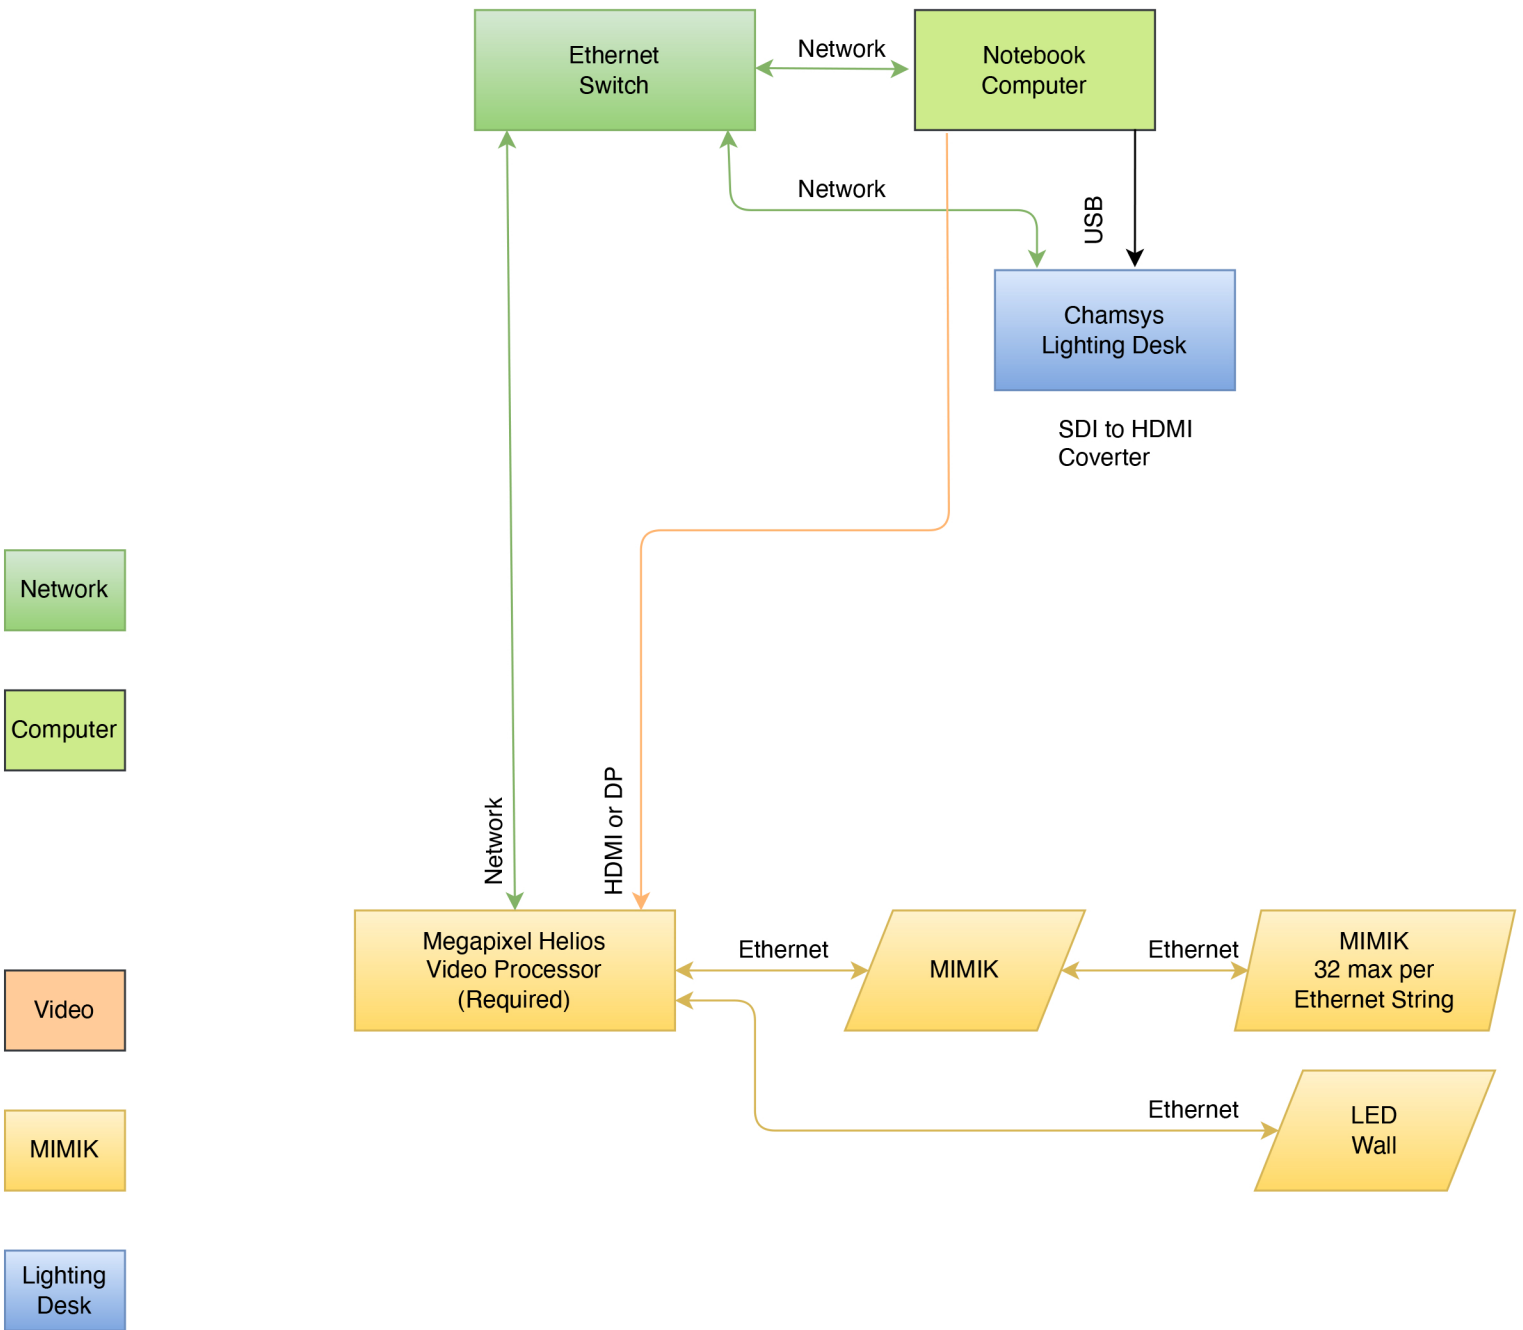 Ethernet
Switch
Network
Notebook
Computer
Network
USB
Chamsys
Lighting Desk
SDI to HDMI
Coverter
Network
Computer
Network
HDMI or DP
Megapixel Helios
Video Processor
(Required)
Ethernet
MIMIK
Ethernet
MIMIK
32 max per
Ethernet String
Video
Ethernet
LED
Wall
MIMIK
Lighting
Desk